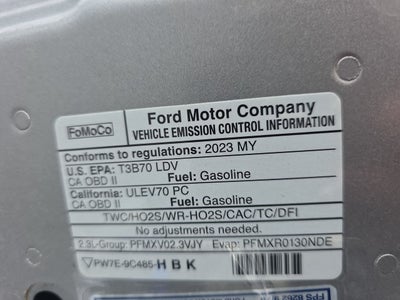 FoMoCo
Ford Motor Company
VEHICLE EMISSION CONTROL INFORMATION
Conforms to regulations: 2023 MY
U.S. EPA: T3B70 LDV
CA OBD II Fuel: Gasoline
California: ULEV70 PC
CA OBD II Fuel: Gasoline
TWC/HO2S/WR-HO2S/CAC/TC/DFI
No adjustments needed.
2.3L-Group: PFMXV02.3VJY Evap: PFMXR0130NDE
PW7E-9C485-HBK